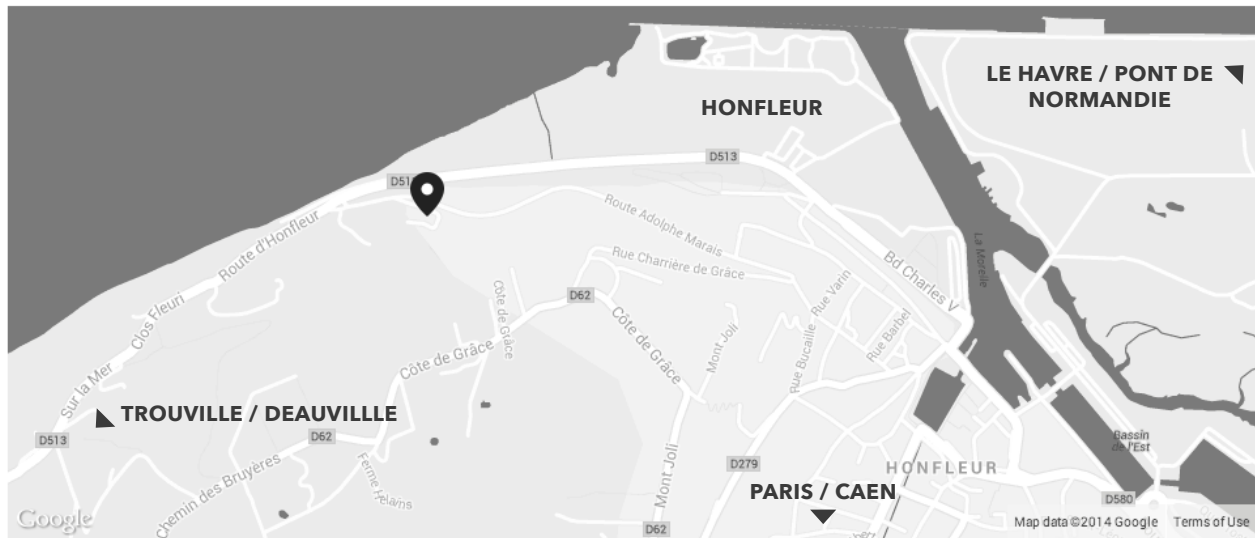 LE HAVRE / PONT DE
NORMANDIE
HONFLEUR
D513
D513
Route Adolphe Marais
Route d'Honfleur
La Morelle
Rue Charrière de Grâce
Bd Charles V
D62
Rue Varin
Côte de Grâce
Clos Fleuri
Côte de Grâce
Mont Joli
Rue Barbel
Rue Bucaille
Côte de Grâce
Sur la Mer
TROUVILLE / DEAUVILLLE
D513
D62
Bassin
de l'Est
Chemin des Bruyères
Ferme
Mont Joli
D279
HONFLEUR
PARIS / CAEN
D580
D62
Google
Map data ©2014 Google
Terms of Use